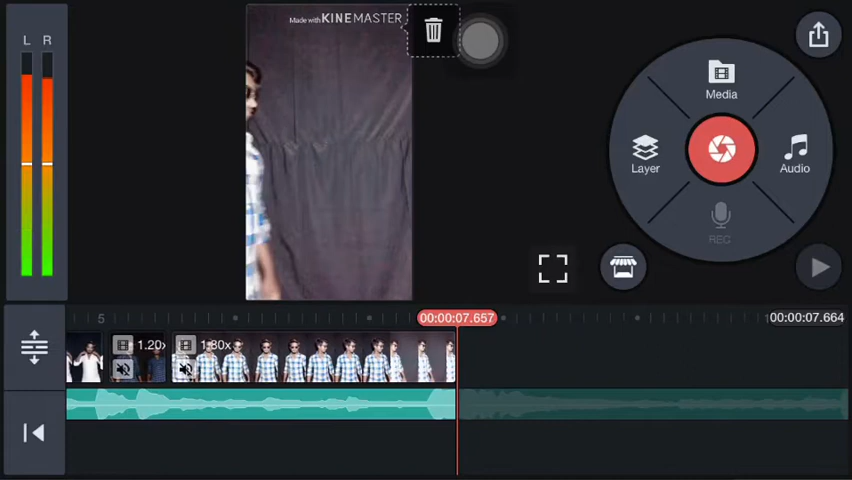 L R
Made with KINEMASTER
Media
Layer
Audio
REC
5
00:00:07.657
00:00:07.664
1.20x
1.80x